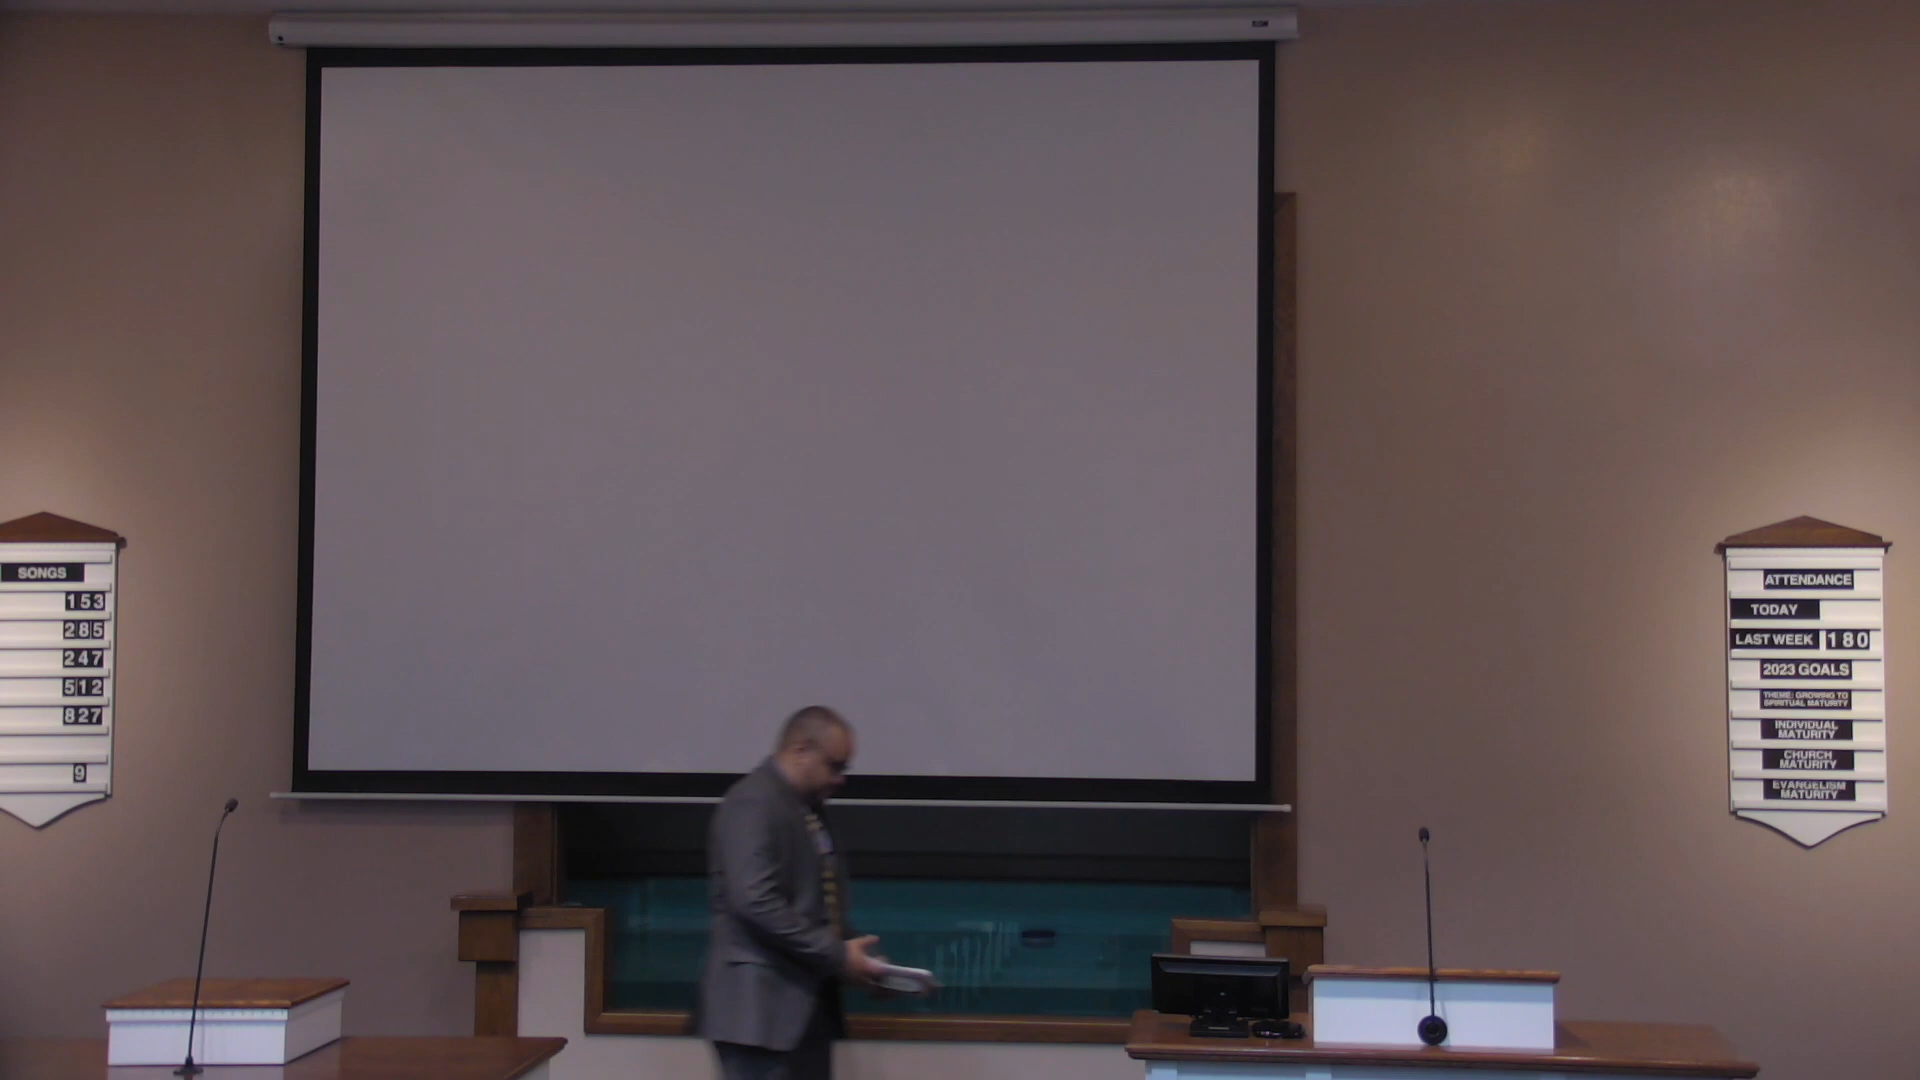 SONGS
153
285
247
512
827
9
ATTENDANCE
TODAY
LAST WEEK 180
2023 GOALS
THEME: GROWING TO
SPIRITUAL MATURITY
INDIVIDUAL
MATURITY
CHURCH
MATURITY
EVANGELISM
MATURITY